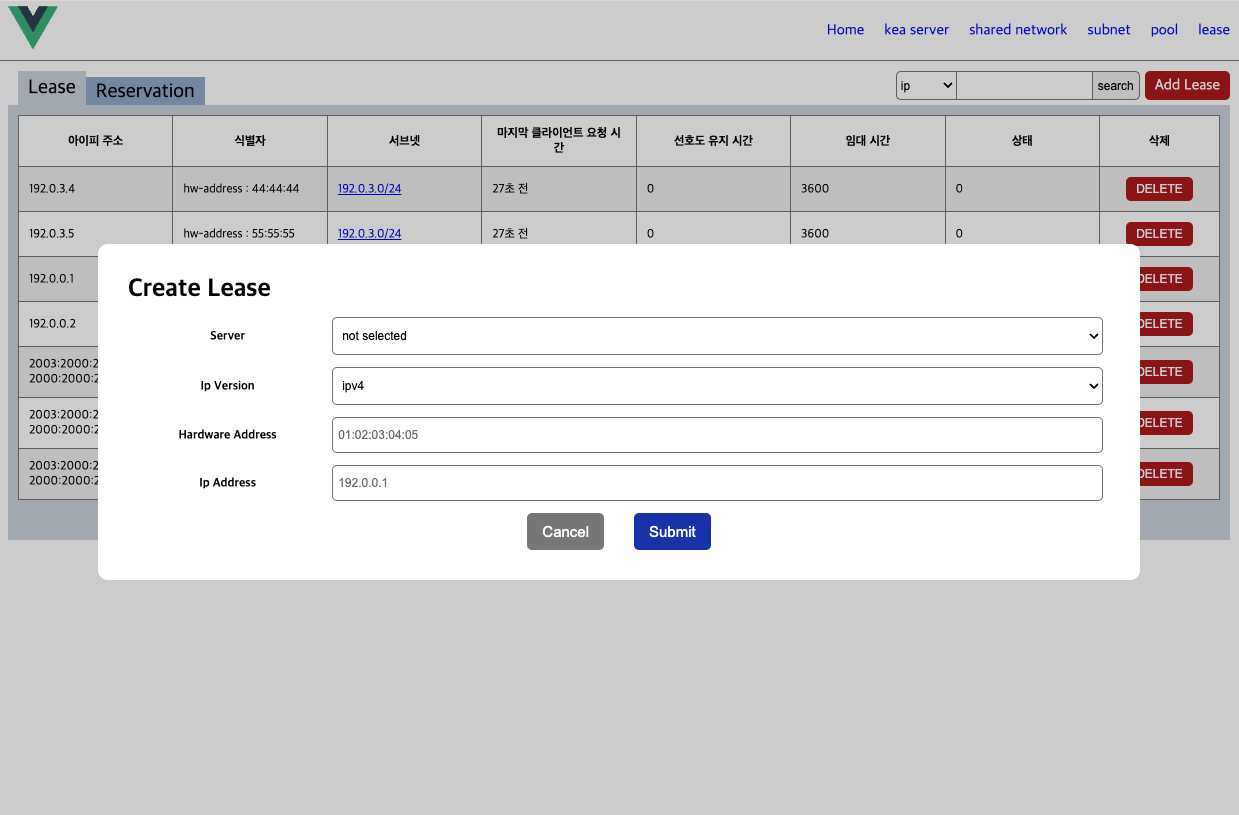 Home kea server shared network subnet pool lease
Lease Reservation ip search Add Lease
아이피 주소 식별자 서브넷 마지막 클라이언트 요청 시 선호도 유지 시간 임대 시간 상태 삭제
간
192.0.3.4 hw-address : 44:44:44 192.0.3.0/24 27초 전 0 3600 0 DELETE
192.0.3.5 hw-address : 55:55:55 192.0.3.0/24 27초 전 0 3600 0 DELETE
192.0.0.1 DELETE
Create Lease
192.0.0.2 DELETE
Server not selected
2003:2000:2 DELETE
2000:2000:2
Ip Version ipv4
2003:2000:2 DELETE
2000:2000:2
Hardware Address 01:02:03:04:05
2003:2000:2 DELETE
2000:2000:2
Ip Address 192.0.0.1
Cancel Submit